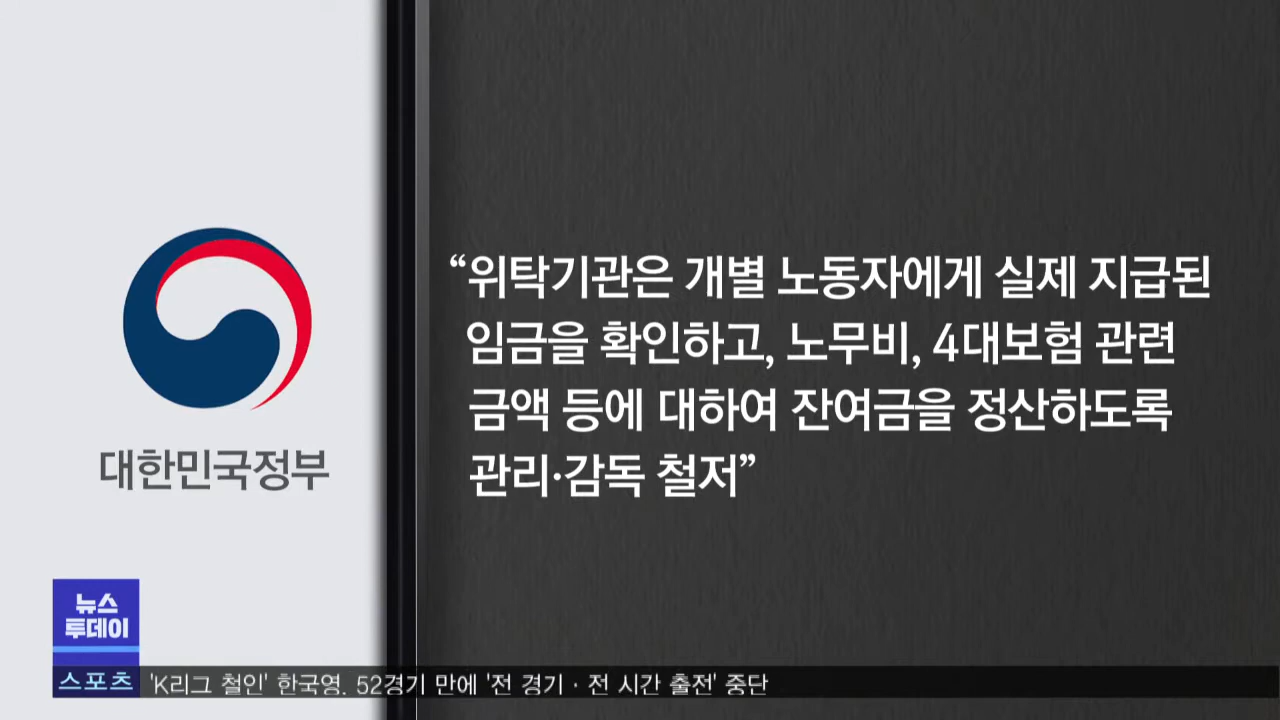 “위탁기관은 개별 노동자에게 실제 지급된
임금을 확인하고, 노무비, 4대보험 관련
금액 등에 대하여 잔여금을 정산하도록
관리·감독 철저”
대한민국정부
뉴스
투데이
스포츠 'K리그 철인' 한국영, 52경기 만에 '전 경기·전 시간 출전' 중단